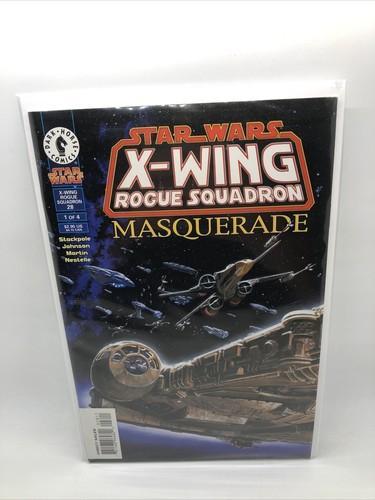 DARK HORSE COMICS
STAR WARS
X-WING
ROGUE
SQUADRON
28
1 OF 4
$2.95 US
Stackpole
Johnson
Martin
Nestelle
STAR WARS
X-WING
ROGUE SQUADRON
MASQUERADE